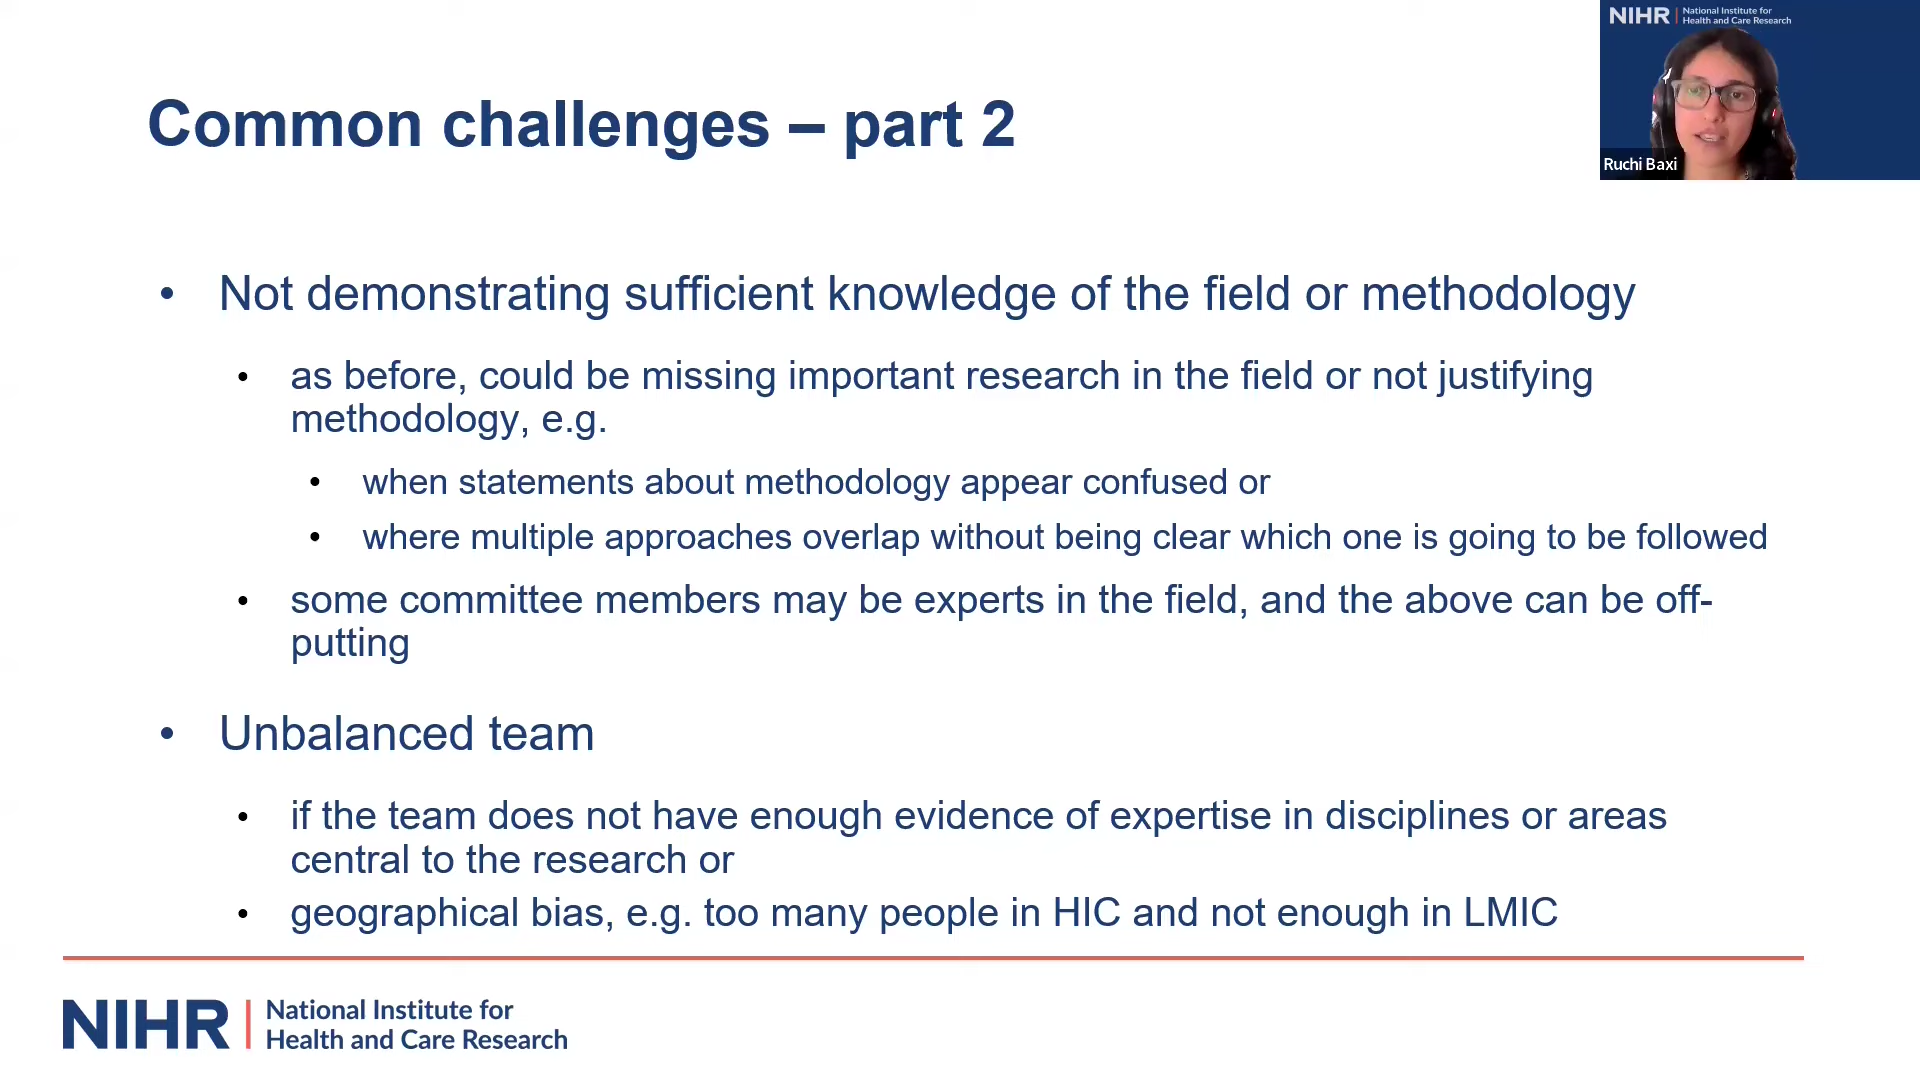 NIHR | National Institute for
Health and Care Research
Ruchi Baxi
Common challenges – part 2
• Not demonstrating sufficient knowledge of the field or methodology
• as before, could be missing important research in the field or not justifying
methodology, e.g.
• when statements about methodology appear confused or
• where multiple approaches overlap without being clear which one is going to be followed
• some committee members may be experts in the field, and the above can be off-
putting
• Unbalanced team
• if the team does not have enough evidence of expertise in disciplines or areas
central to the research or
• geographical bias, e.g. too many people in HIC and not enough in LMIC
NIHR | National Institute for
Health and Care Research